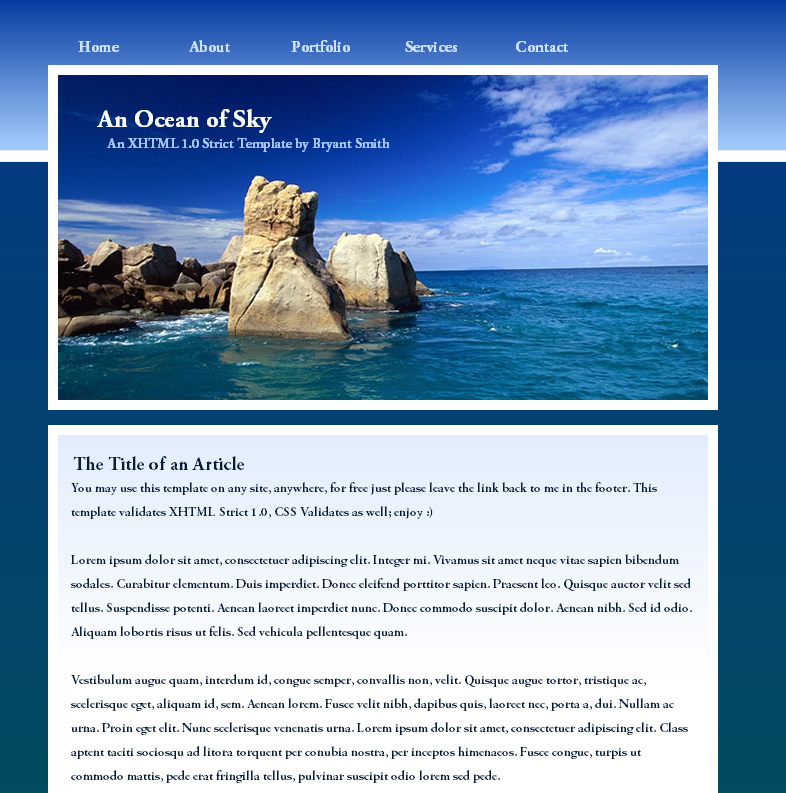 Home About Portfolio Services Contact
An Ocean of Sky
An XHTML 1.0 Strict Template by Bryant Smith
The Title of an Article
You may use this template on any site, anywhere, for free just please leave the link back to me in the footer. This
template validates XHTML Strict 1.0, CSS Validates as well; enjoy :)
Lorem ipsum dolor sit amet, consectetuer adipiscing elit. Integer mi. Vivamus sit amet neque vitae sapien bibendum
sodales. Curabitur elementum. Duis imperdiet. Donec eleifend porttitor sapien. Praesent leo. Quisque auctor velit sed
tellus. Suspendisse potenti. Aenean laoreet imperdiet nunc. Donec commodo suscipit dolor. Aenean nibh. Sed id odio.
Aliquam lobortis risus ut felis. Sed vehicula pellentesque quam.
Vestibulum augue quam, interdum id, congue semper, convallis non, velit. Quisque augue tortor, tristique ac,
scelerisque eget, aliquam id, sem. Aenean lorem. Fusce velit nibh, dapibus quis, laoreet nec, porta a, dui. Nullam ac
urna. Proin eget elit. Nunc scelerisque venenatis urna. Lorem ipsum dolor sit amet, consectetuer adipiscing elit. Class
aptent taciti sociosqu ad litora torquent per conubia nostra, per inceptos himenaeos. Fusce congue, turpis ut
commodo mattis, pede erat fringilla tellus, pulvinar suscipit odio lorem sed pede.